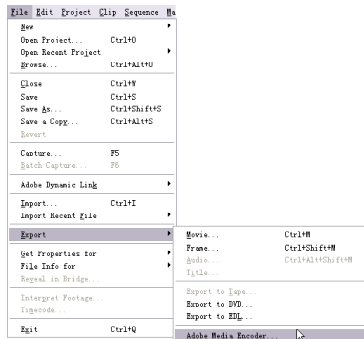 File Edit Project Clip Sequence Ma
New
Open Project... Ctrl+O
Open Recent Project
Browse... Ctrl+Alt+O
Close Ctrl+W
Save Ctrl+S
Save As... Ctrl+Shift+S
Save a Copy... Ctrl+Alt+S
Revert
Capture... F5
Batch Capture... F6
Adobe Dynamic Link
Import... Ctrl+I
Import Recent File
Export
Get Properties for
File Info for
Reveal in Bridge...
Interpret Footage...
Timecode...
Exit Ctrl+Q
Movie... Ctrl+M
Frame... Ctrl+Shift+M
Audio... Ctrl+Alt+Shift+M
Title...
Export to Tape...
Export to DVD...
Export to EDL...
Adobe Media Encoder...